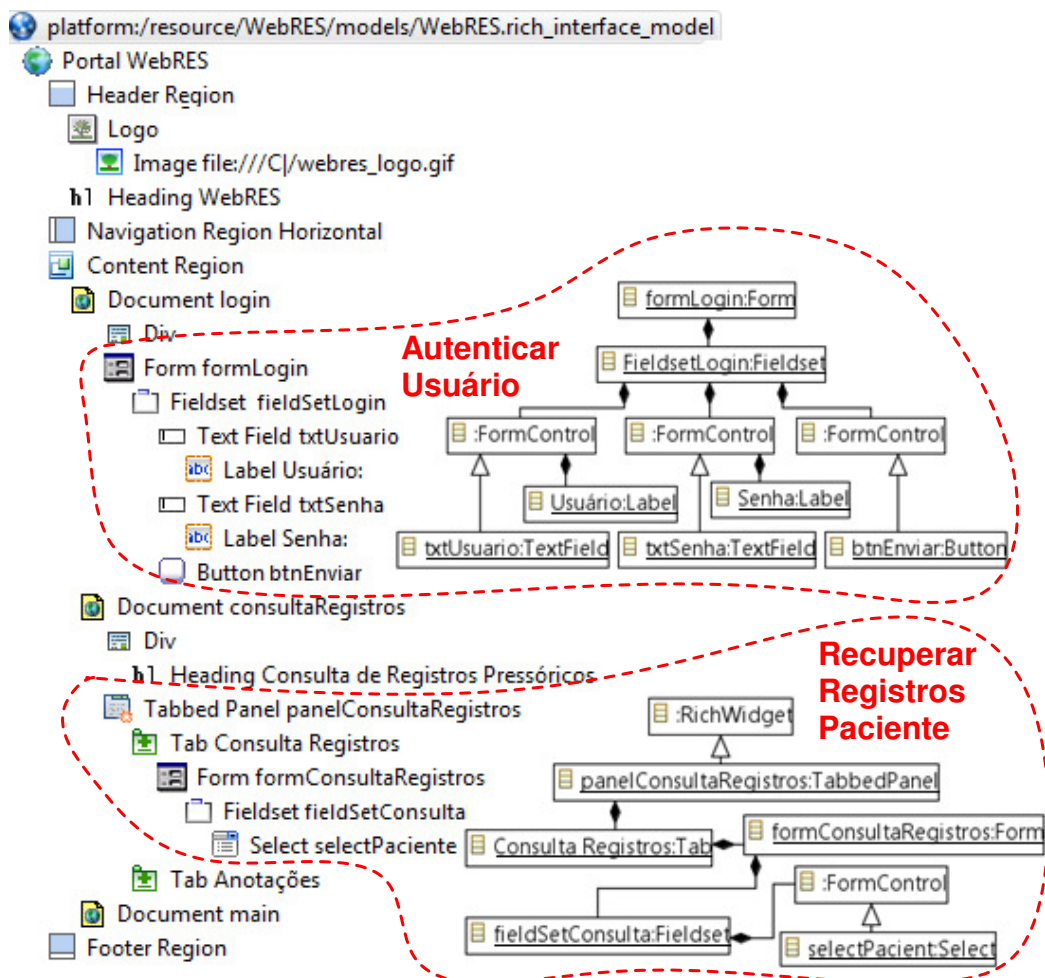 platform:/resource/WebRES/models/WebRES.rich_interface_model
Portal WebRES
Header Region
Logo
Image file:///C|/webres_logo.gif
h1 Heading WebRES
Navigation Region Horizontal
Content Region
Document login
Div
Form formLogin
Fieldset fieldSetLogin
Text Field txtUsuario
abc Label Usuário:
Text Field txtSenha
abc Label Senha:
Button btnEnviar
Autenticar
Usuário
formLogin:Form
FieldsetLogin:Fieldset
:FormControl
:FormControl
:FormControl
Usuário:Label
Senha:Label
txtUsuario:TextField
txtSenha:TextField
btnEnviar:Button
Document consultaRegistros
Div
h1 Heading Consulta de Registros Pressóricos
Tabbed Panel panelConsultaRegistros
Tab Consulta Registros
Form formConsultaRegistros
Fieldset fieldSetConsulta
Select selectPaciente
Tab Anotações
Document main
Footer Region
Recuperar
Registros
Paciente
:RichWidget
panelConsultaRegistros:TabbedPanel
Consulta Registros:Tab
formConsultaRegistros:Form
:FormControl
fieldSetConsulta:Fieldset
selectPacient:Select